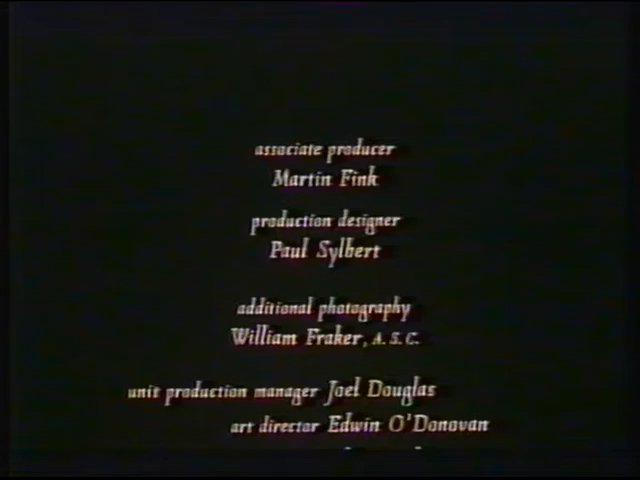 associate producer
Martin Fink
production designer
Paul Sylbert
additional photography
William Fraker, A.S.C.
unit production manager Joel Douglas
art director Edwin O'Donovan